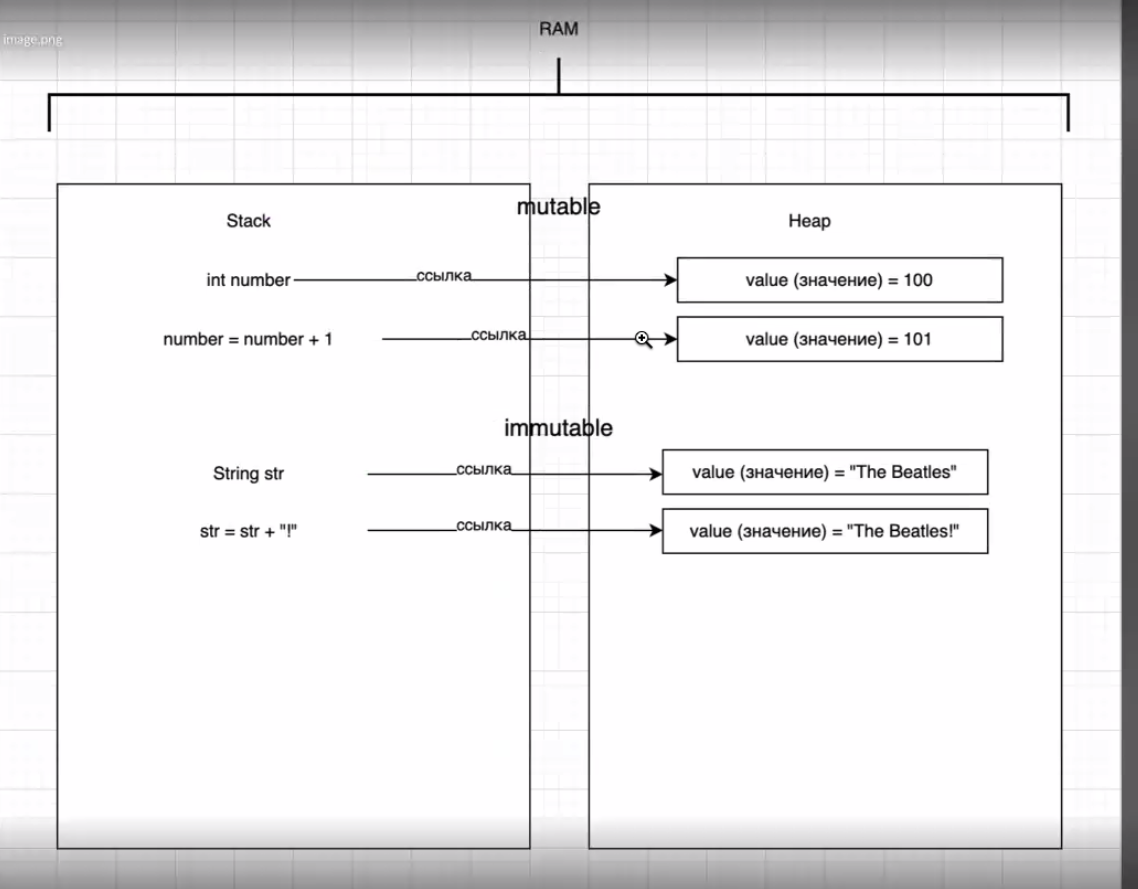 RAM
image.png
mutable
Stack
Heap
int number
ссылка
value (значение) = 100
number = number + 1
ссылка
value (значение) = 101
immutable
String str
ссылка
value (значение) = "The Beatles"
str = str + "!"
ссылка
value (значение) = "The Beatles!"